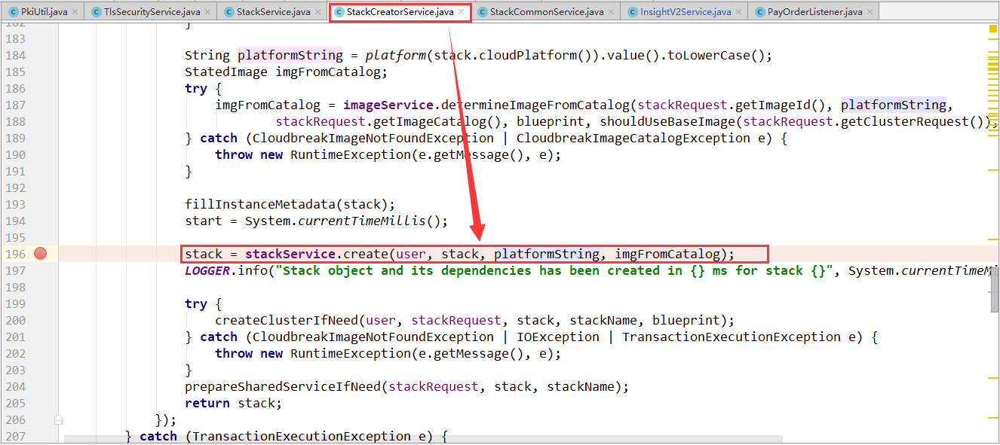 PkiUtil.java TlsSecurityService.java StackService.java StackCreatorService.java StackCommonService.java InsightV2Service.java PayOrderListener.java
182 }
183
184 String platformString = platform(stack.cloudPlatform()).value().toLowerCase();
185 StatedImage imgFromCatalog;
186 try {
187 imgFromCatalog = imageService.determineImageFromCatalog(stackRequest.getImageId(), platformString,
188 stackRequest.getImageCatalog(), blueprint, shouldUseBaseImage(stackRequest.getClusterRequest()),
189 } catch (CloudbreakImageNotFoundException | CloudbreakImageCatalogException e) {
190 throw new RuntimeException(e.getMessage(), e);
191 }
192
193 fillInstanceMetadata(stack);
194 start = System.currentTimeMillis();
195
196 stack = stackService.create(user, stack, platformString, imgFromCatalog);
197 LOGGER.info("Stack object and its dependencies has been created in {} ms for stack {}", System.currentTimeMi
198
199 try {
200 createClusterIfNeed(user, stackRequest, stack, stackName, blueprint);
201 } catch (CloudbreakImageNotFoundException | IOException | TransactionExecutionException e) {
202 throw new RuntimeException(e.getMessage(), e);
203 }
204 prepareSharedServiceIfNeed(stackRequest, stack, stackName);
205 return stack;
206 });
207 } catch (TransactionExecutionException e) {